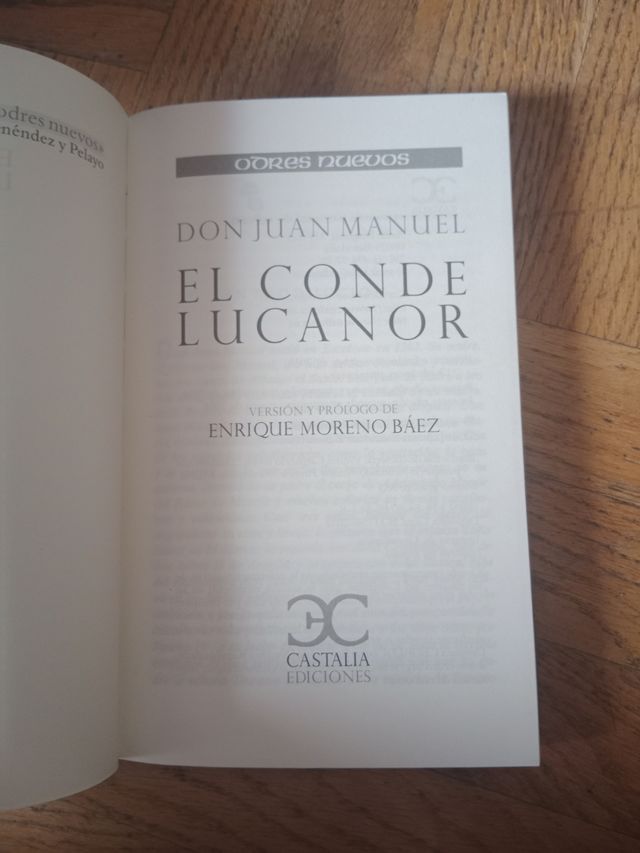 odres nuevos»
enéndez y Pelayo
ODRES NUEVOS
DON JUAN MANUEL
EL CONDE
LUCANOR
VERSIÓN Y PRÓLOGO DE
ENRIQUE MORENO BÁEZ
CASTALIA
EDICIONES